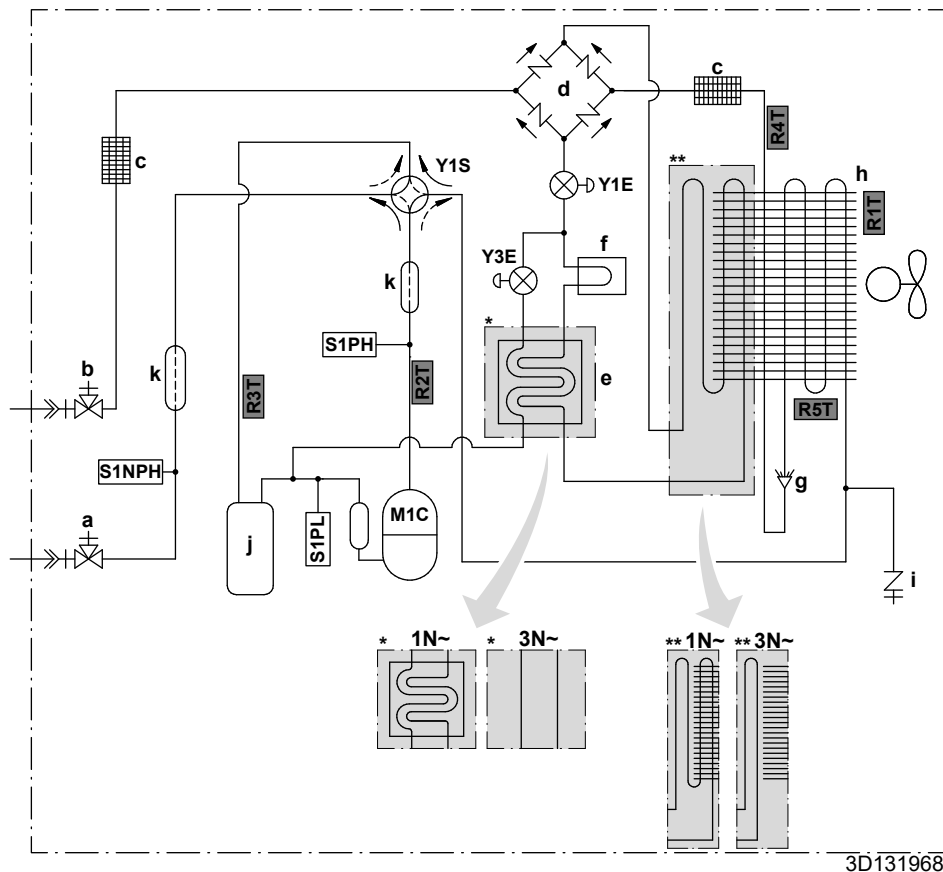 c
d
c
R4T
**
h
Y1S
Y1E
R1T
f
Y3E
k
*
S1PH
e
b
k
R3T
R2T
R5T
S1NPH
g
M1C
a
j
S1PL
i
* 1N~ * 3N~
** 1N~ ** 3N~
3D131968